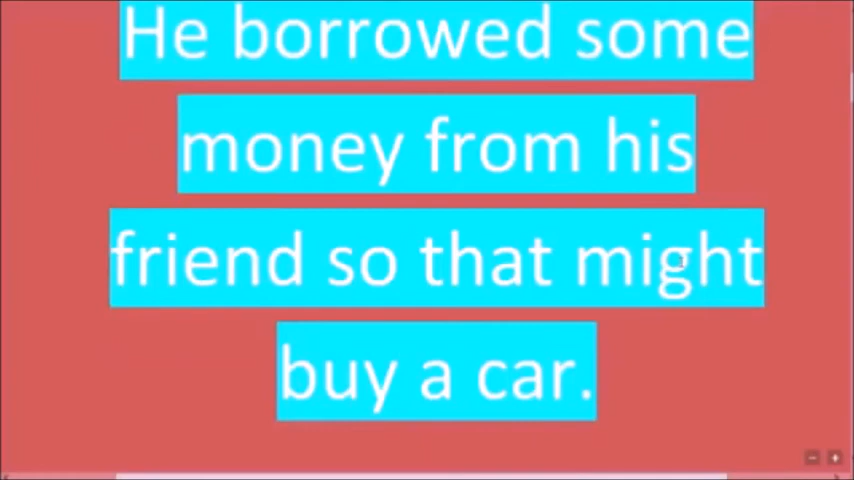 He borrowed some
money from his
friend so that might
buy a car.